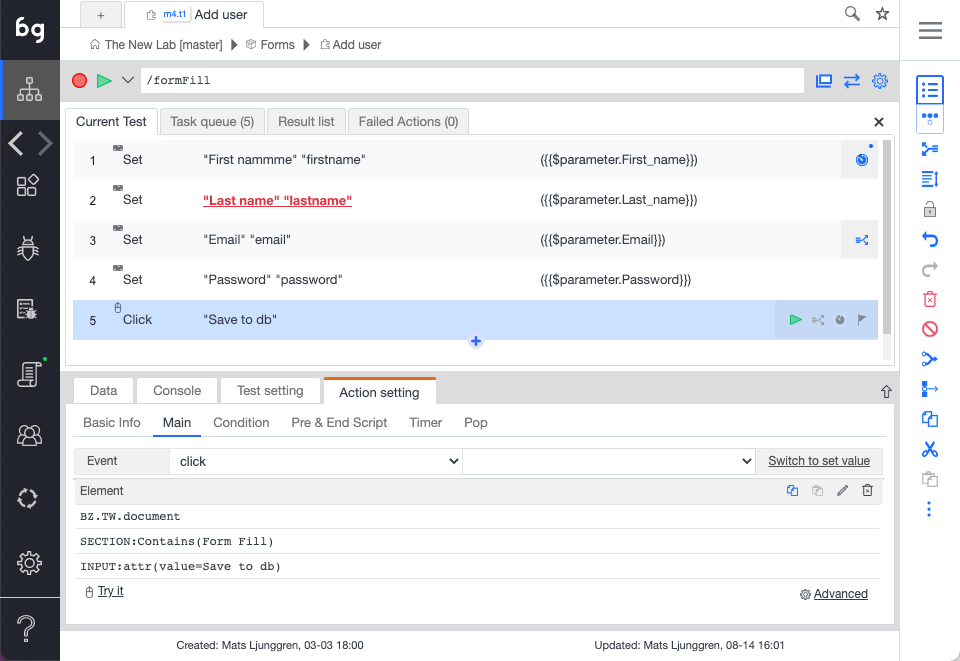 bg
+
m4.t1 Add user
The New Lab [master] Forms Add user
/formFill
Current Test Task queue (5) Result list Failed Actions (0)
1 Set "First nammme" "firstname" ({{$parameter.First_name}})
2 Set "Last name" "lastname" ({{$parameter.Last_name}})
3 Set "Email" "email" ({{$parameter.Email}})
4 Set "Password" "password" ({{$parameter.Password}})
5 Click "Save to db"
Data Console Test setting Action setting
Basic Info Main Condition Pre & End Script Timer Pop
Event click Switch to set value
Element
BZ.TW.document
SECTION:Contains(Form Fill)
INPUT:attr(value=Save to db)
Try it Advanced
Created: Mats Ljunggren, 03-03 18:00 Updated: Mats Ljunggren, 08-14 16:01